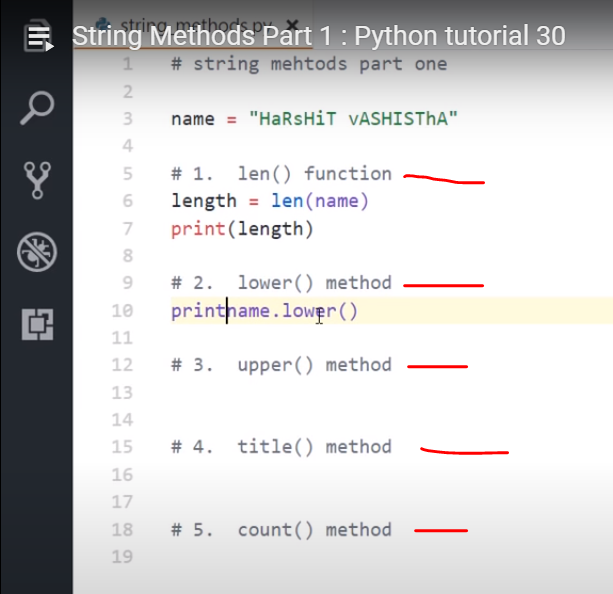 string_methods.py
String Methods Part 1 : Python tutorial 30
1 # string mehtods part one
2
3 name = "HaRsHiT vASHISThA"
4
5 # 1. len() function
6 length = len(name)
7 print(length)
8
9 # 2. lower() method
10 printname.lower()
11
12 # 3. upper() method
13
14
15 # 4. title() method
16
17
18 # 5. count() method
19